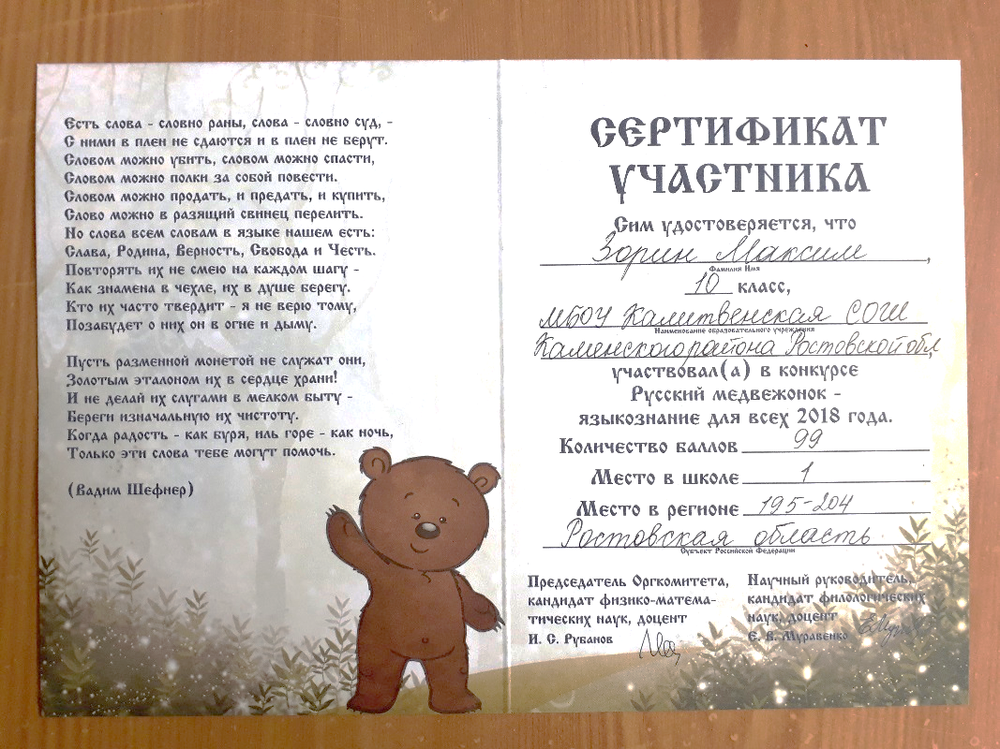 Есть слова - словно раны, слова - словно суд, -
С ними в плен не сдаются и в плен не берут.
Словом можно убить, словом можно спасти,
Словом можно полки за собой повести.
Словом можно продать, и предать, и купить,
Слово можно в разящий свинец перелить.
Но слова всем словам в языке нашем есть:
Слава, Родина, Верность, Свобода и Честь.
Повторять их не смею на каждом шагу -
Как знамена в чехле, их в душе берегу.
Кто их часто твердит - я не верю тому,
Позабудет о них он в огне и дыму.
Пусть разменной монетой не служат они,
Золотым эталоном их в сердце храни!
И не делай их слугами в мелком быту -
Береги изначальную их чистоту.
Когда радость - как буря, иль горе - как ночь,
Только эти слова тебе могут помочь.
(Вадим Шефнер)
СЕРТИФИКАТ
УЧАСТНИКА
Сим удостоверяется, что
Зорин Максим,
Фамилия Имя
10 класс,
МБОУ Калитвенская СОШ
Наименование образовательного учреждения
Каменского района Ростовской обл,
участвовал(а) в конкурсе
Русский медвежонок -
языкознание для всех 2018 года.
Количество баллов 99
Место в школе 1
Место в регионе 195-204
Ростовская область
Субъект Российской Федерации
Председатель Оргкомитета,
кандидат физико-матема-
тических наук, доцент
И. С. Рубанов
Научный руководитель,
кандидат филологических
наук, доцент
Е. В. Муравенко